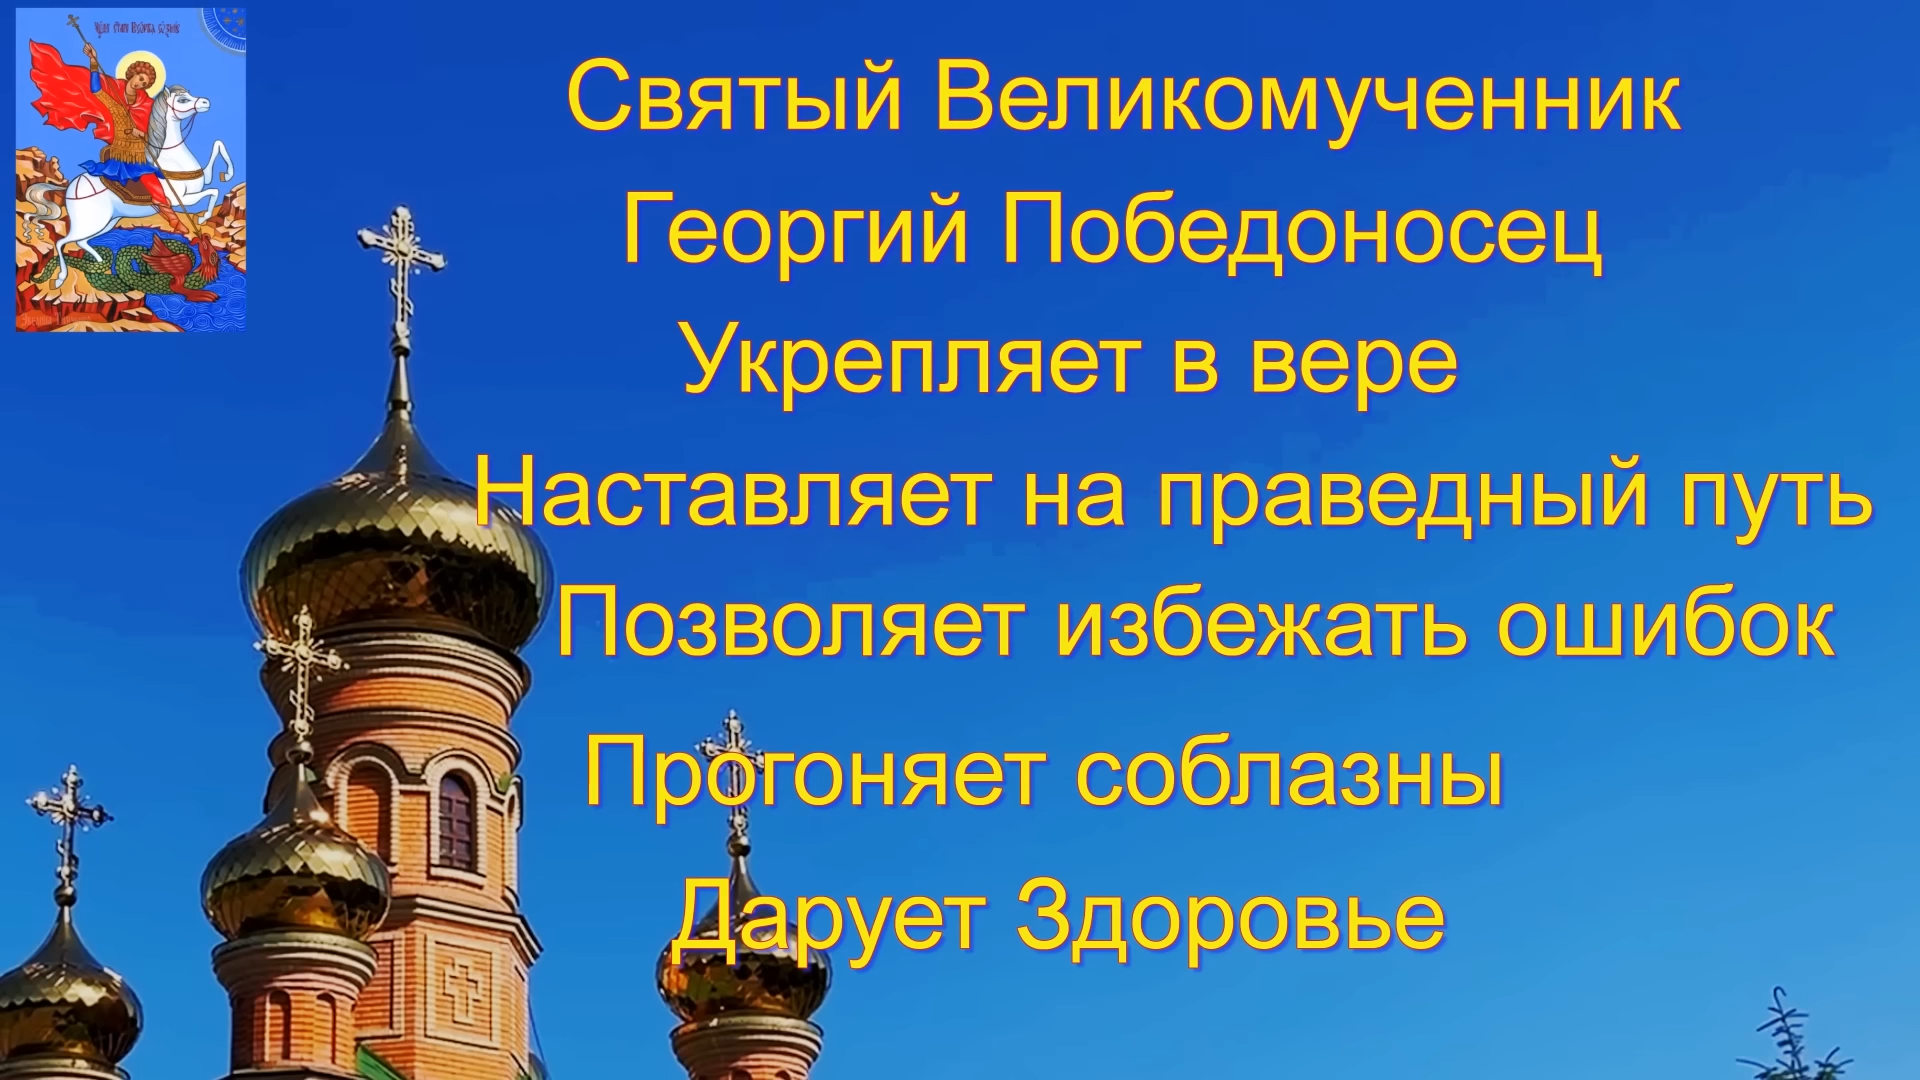 Святый Великомученник
Георгий Победоносец
Укрепляет в вере
Наставляет на праведный путь
Позволяет избежать ошибок
Прогоняет соблазны
Дарует Здоровье